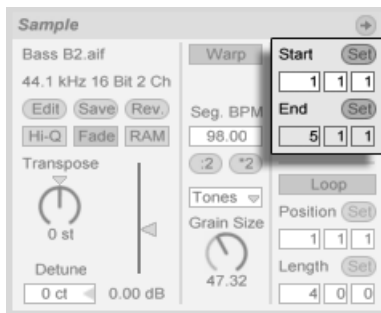 Sample
Bass B2.aif
44.1 kHz 16 Bit 2 Ch
Edit Save Rev.
Hi-Q Fade RAM
Transpose
0 st
Detune
0 ct 0.00 dB
Warp
Seg. BPM
98.00
:2 *2
Tones
Grain Size
47.32
Start Set
1 1 1
End Set
5 1 1
Loop
Position Set
1 1 1
Length Set
4 0 0